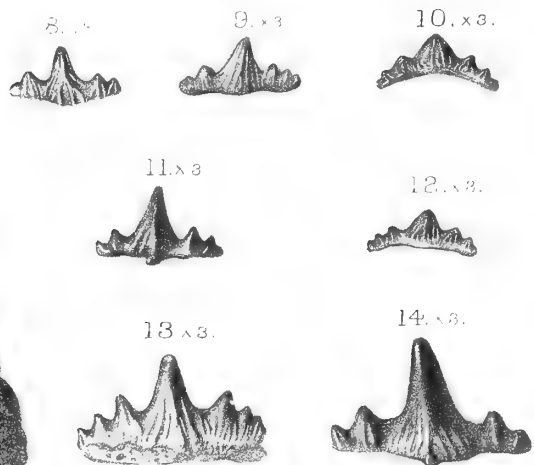 8.
9. × 3
10. × 3.
11. × 3
12. × 3.
13 × 3.
14. × 3.